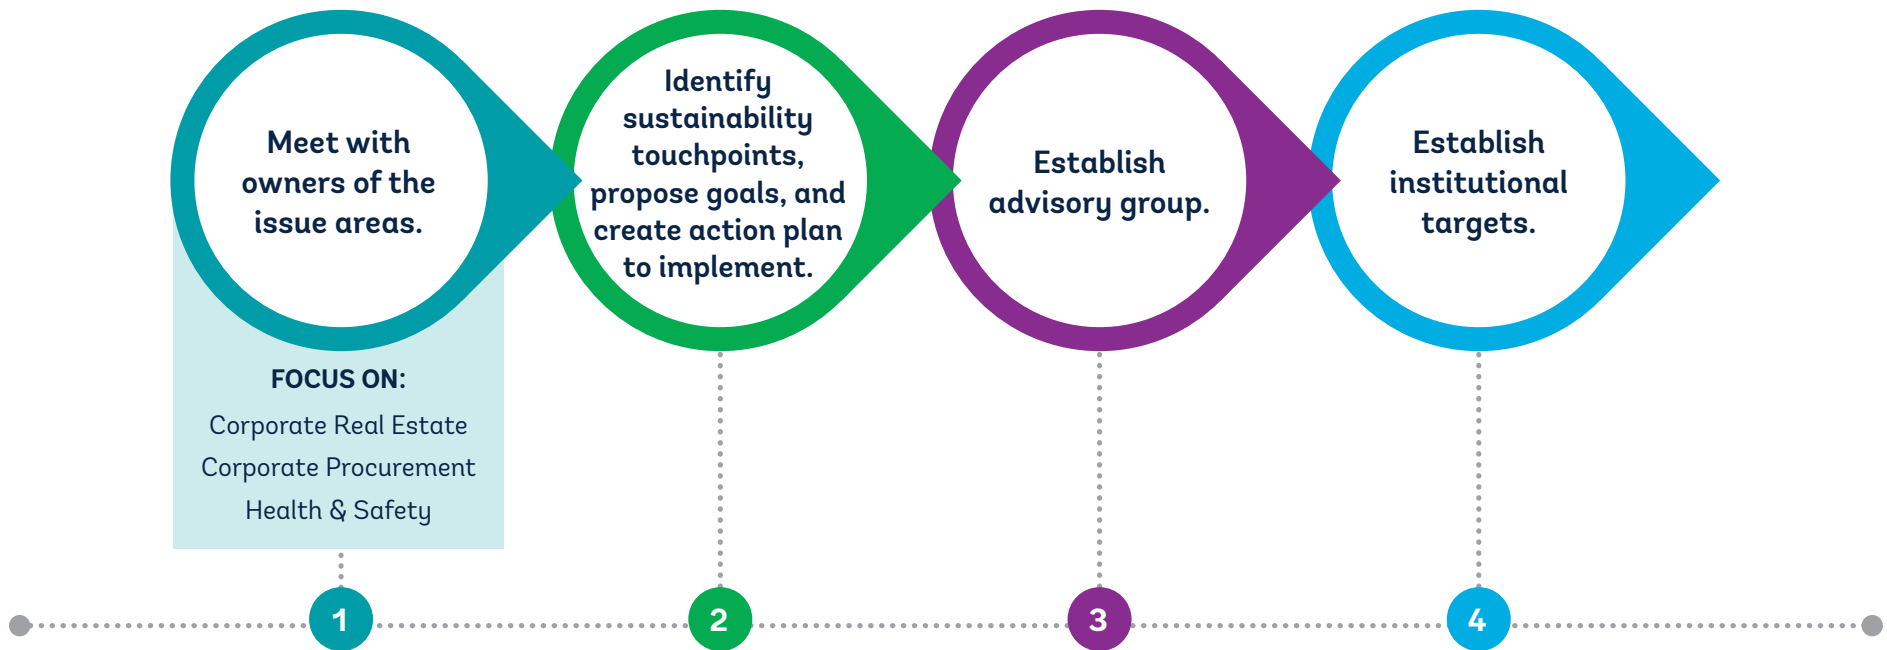 Meet with
owners of the
issue areas.
FOCUS ON:
Corporate Real Estate
Corporate Procurement
Health & Safety
1
Identify
sustainability
touchpoints,
propose goals, and
create action plan
to implement.
2
Establish
advisory group.
3
Establish
institutional
targets.
4